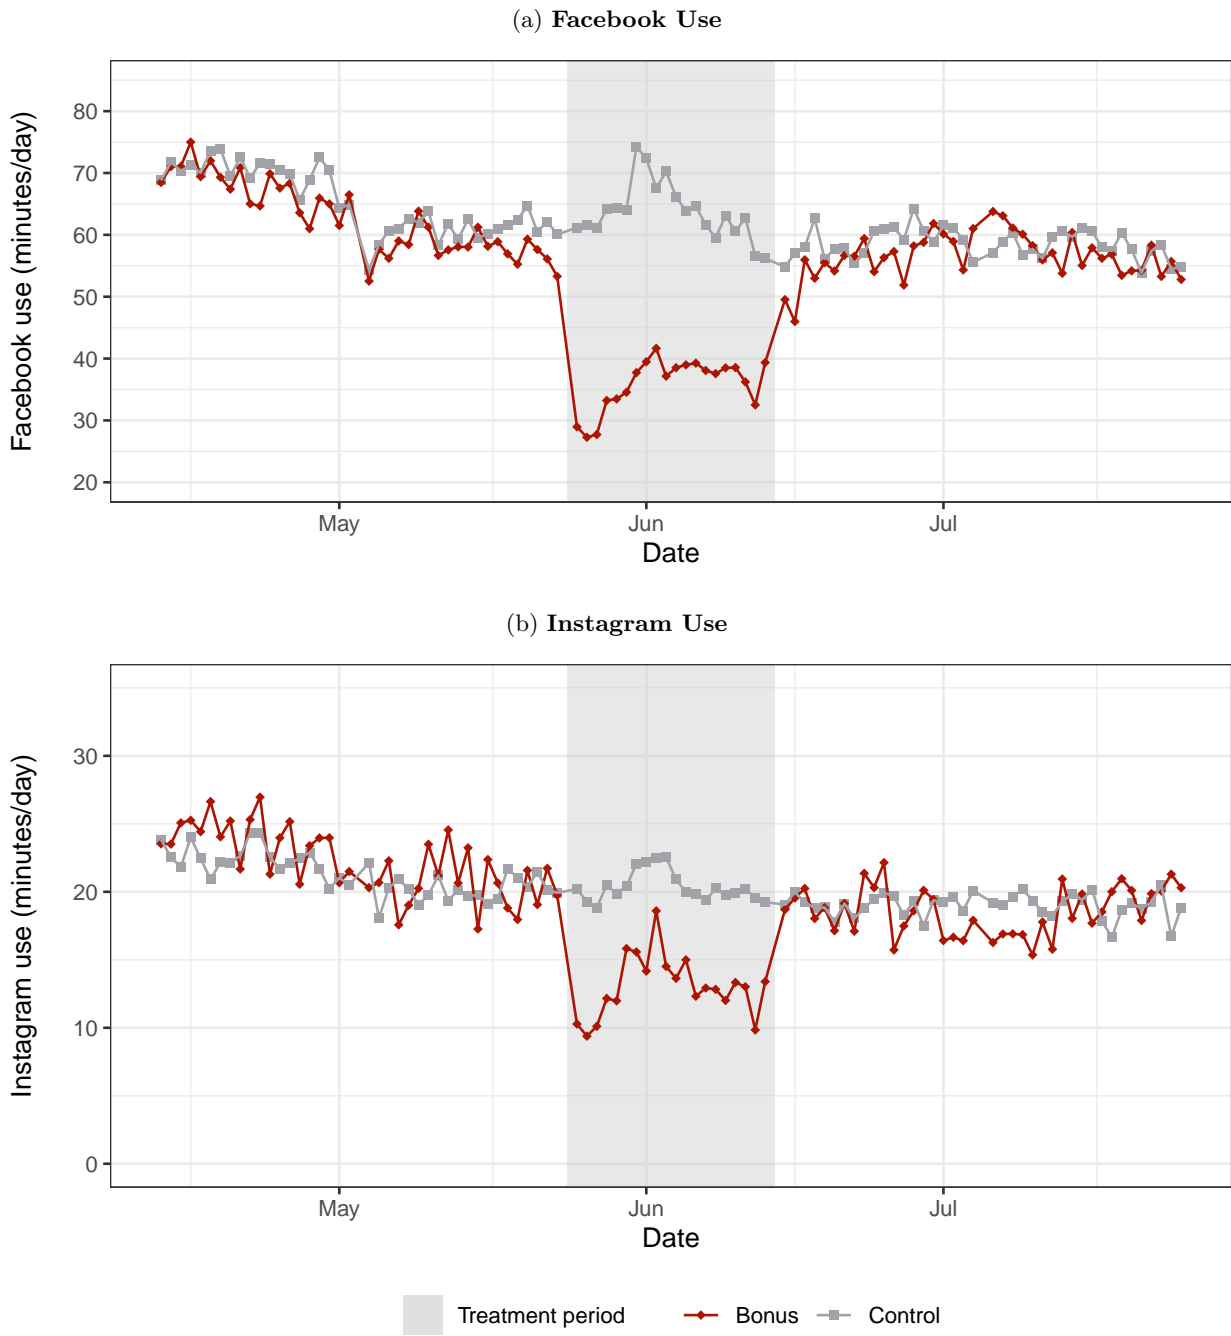 (a) Facebook Use
Facebook use (minutes/day)
80
70
60
50
40
30
20
May Jun Jul
Date
(b) Instagram Use
Instagram use (minutes/day)
30
20
10
0
May Jun Jul
Date
Treatment period Bonus Control